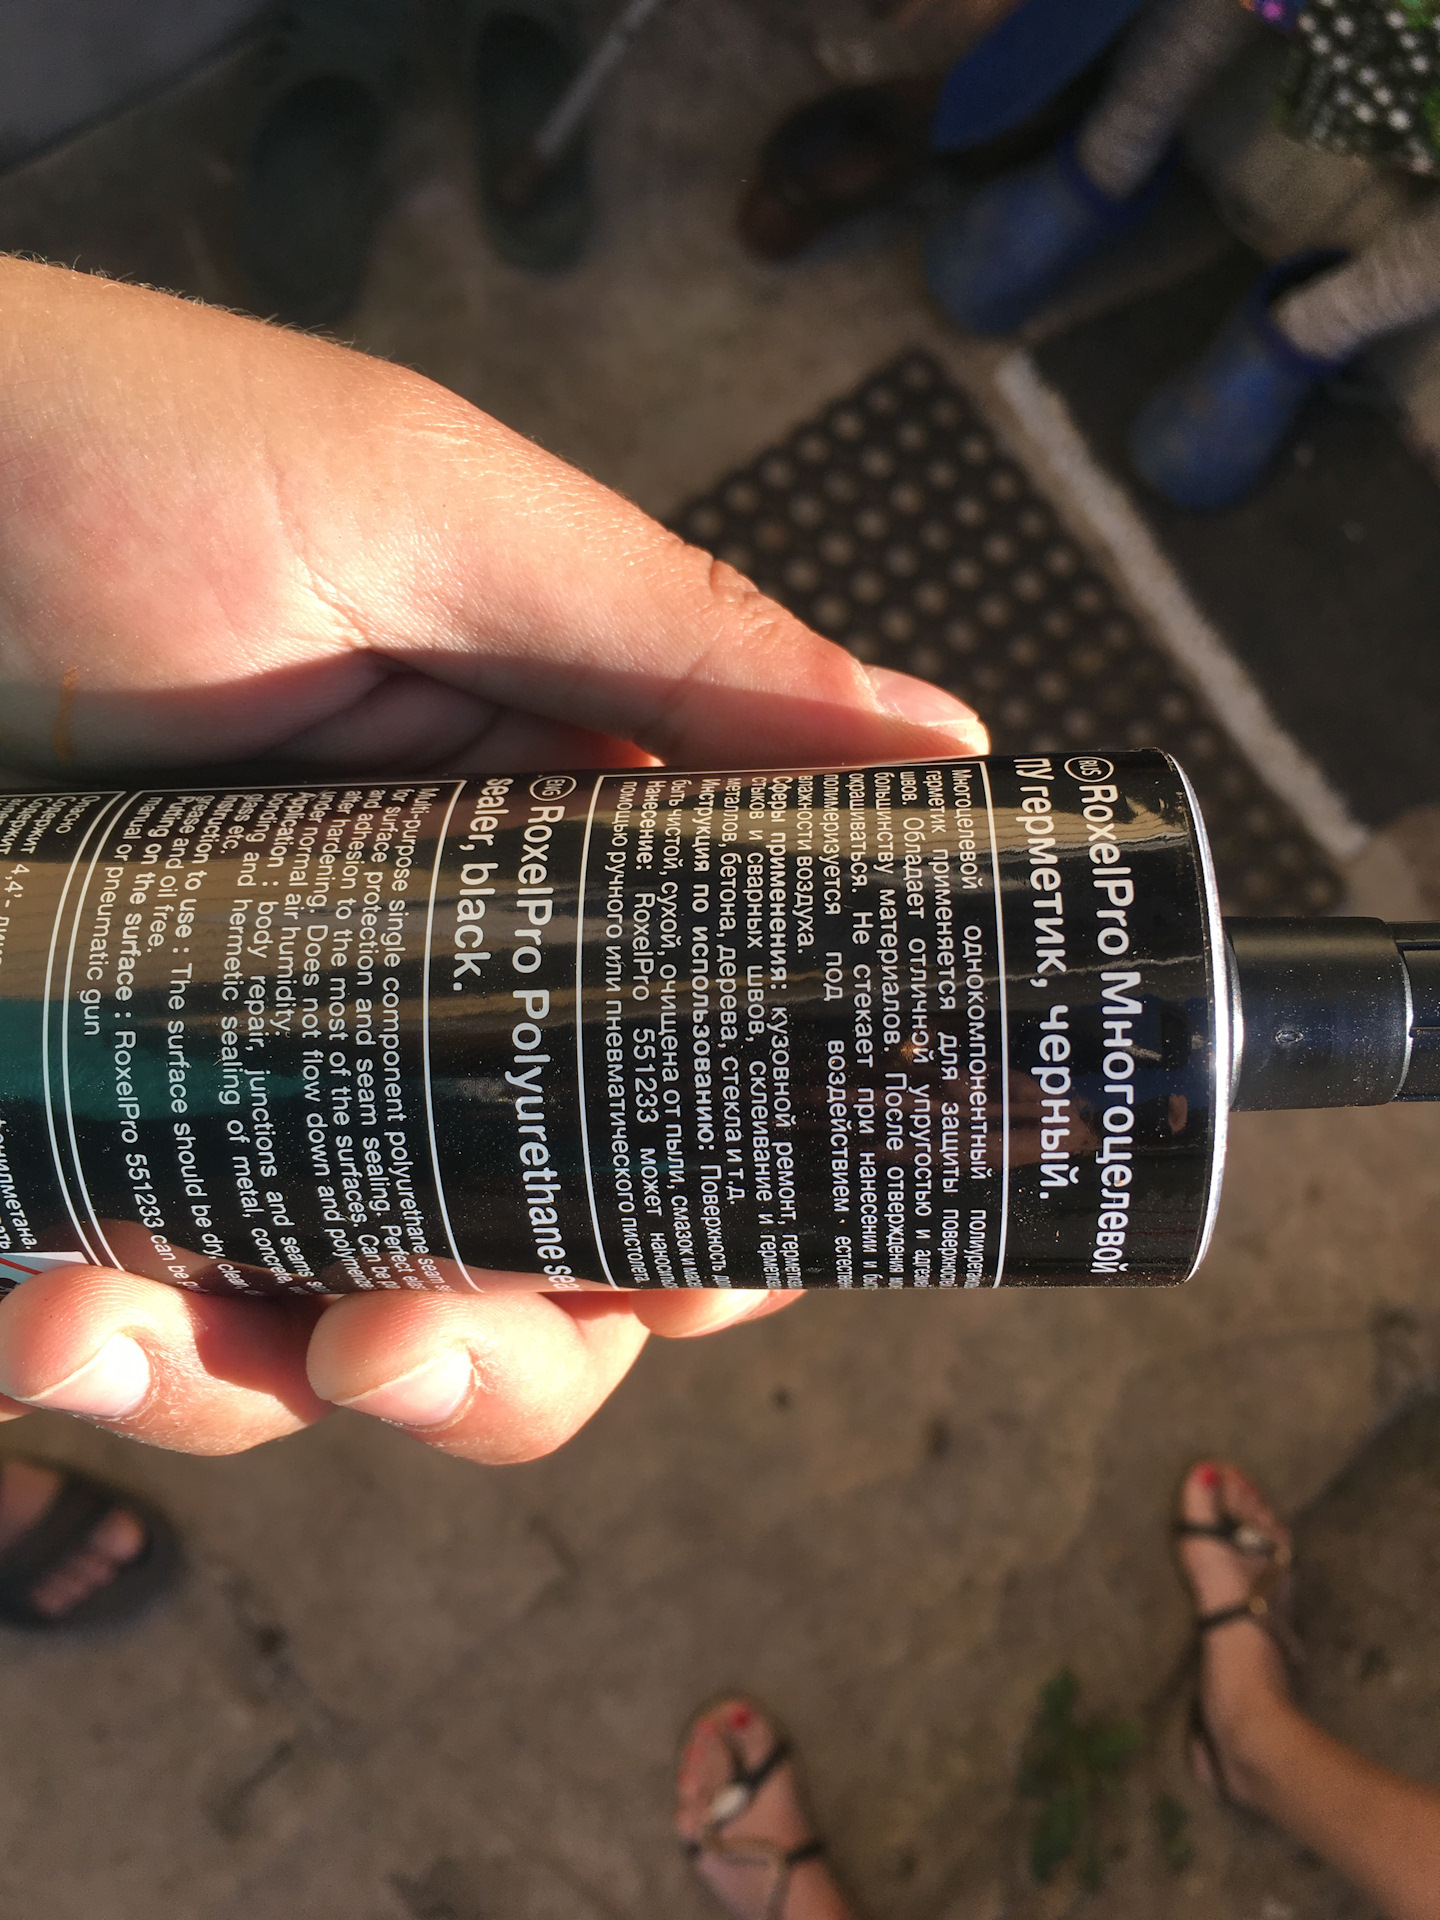 RUS RoxelPro Многоцелевой
ПУ герметик, черный.
Многоцелевой однокомпонентный
герметик применяется для защиты
швов. Обладает отличной упругостью и
большинству материалов. После отверждения
окрашиваться. Не стекает при нанесении и
полимеризуется под воздействием
влажности воздуха.
Сферы применения: кузовной ремонт,
стыков и сварных швов, склеивание и
металов, бетона, дерева, стекла и т.д.
Инструкция по использованию: Поверхность
быть чистой, сухой, очищена от пыли, смазок и
Нанесение: RoxelPro 551233 может
помощью ручного или пневматического пистолета
ENG RoxelPro Polyurethane
sealer, black.
Multi-purpose single component polyurethane seam
for surface protection and seam sealing. Perfect
and adhesion to the most of the surfaces. Can be
after hardening. Does not flow down and
under normal air humidity.
Application : body repair, junctions and seams
bonding and hermetic sealing of metal, concrete,
glass etc.
Instruction to use : The surface should be dry, clean,
grease and oil free.
Putting on the surface : RoxelPro 551233 can be
manual or pneumatic gun
Опасно
Содержит 4,4'-